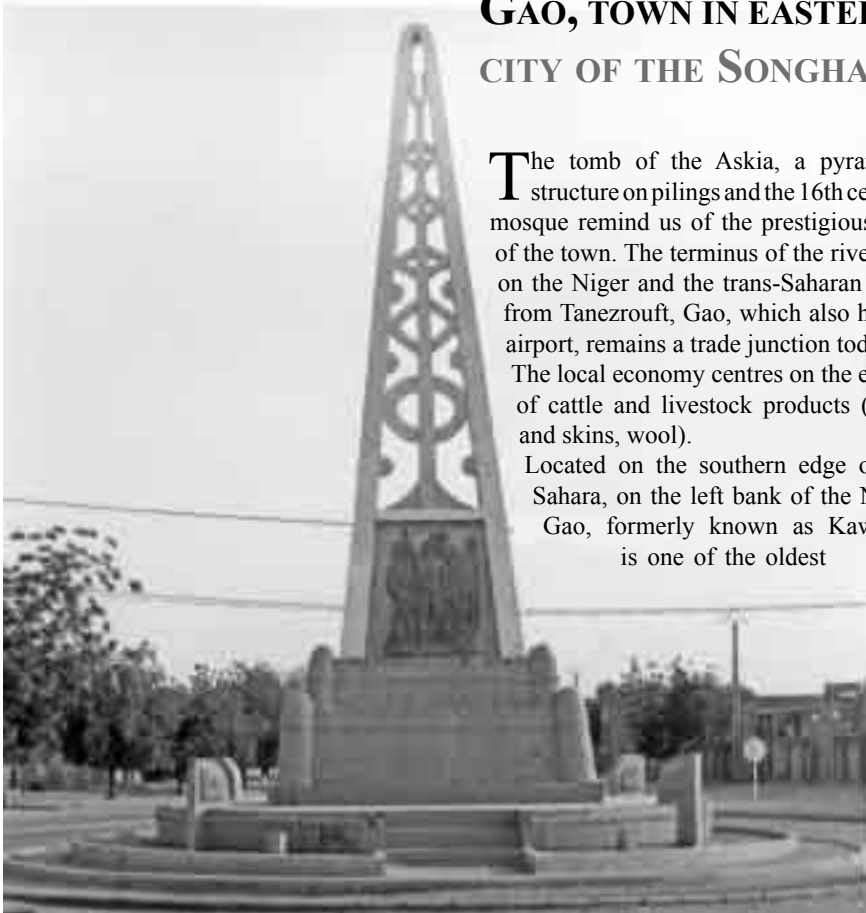 GAO, TOWN IN
CITY OF THE
The tomb of the Askia, a
structure on pilings and the 16th
mosque remind us of the prestigious
of the town. The terminus of the
on the Niger and the trans-Saharan
from Tanezrouft, Gao, which also
airport, remains a trade junction
The local economy centres on the
of cattle and livestock products
and skins, wool).
Located on the southern edge
Sahara, on the left bank of the
Gao, formerly known as
is one of the oldest